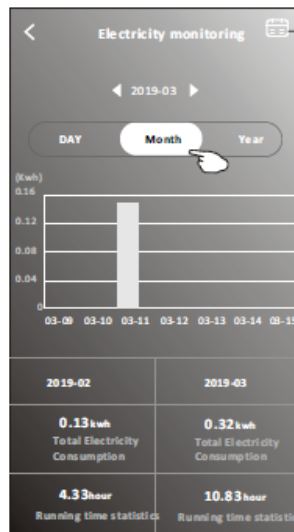 Electricity monitoring
2019-03
DAY Month Year
(Kwh)
0.16
0.12
0.08
0.04
0
03-09 03-10 03-11 03-12 03-13 03-14 03-15
2019-02 2019-03
0.13kwh 0.32kwh
Total Electricity Total Electricity
Consumption Consumption
4.33hour 10.83hour
Running time statistics Running time statistic